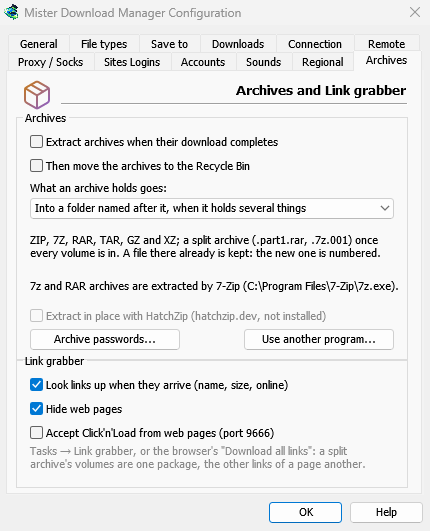 Mister Download Manager Configuration
General
File types
Save to
Downloads
Connection
Remote
Proxy / Socks
Sites Logins
Accounts
Sounds
Regional
Archives
Archives and Link grabber
Archives
Extract archives when their download completes
Then move the archives to the Recycle Bin
What an archive holds goes:
Into a folder named after it, when it holds several things
ZIP, 7Z, RAR, TAR, GZ and XZ; a split archive (.part1.rar, .7z.001) once
every volume is in. A file there already is kept: the new one is numbered.
7z and RAR archives are extracted by 7-Zip (C:\Program Files\7-Zip\7z.exe).
Extract in place with HatchZip (hatchzip.dev, not installed)
Archive passwords...
Use another program...
Link grabber
Look links up when they arrive (name, size, online)
Hide web pages
Accept Click'n'Load from web pages (port 9666)
Tasks → Link grabber, or the browser's "Download all links": a split
archive's volumes are one package, the other links of a page another.
OK
Help